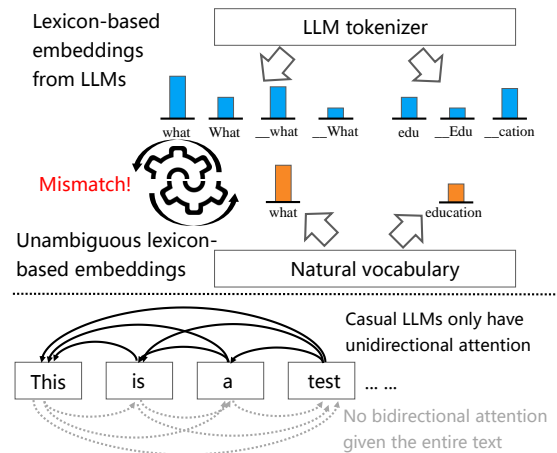 Lexicon-based
embeddings
from LLMs
LLM tokenizer
what What __what __What edu __Edu __cation
Mismatch!
what education
Unambiguous lexicon-
based embeddings
Natural vocabulary
Casual LLMs only have
unidirectional attention
This is a test ... ...
No bidirectional attention
given the entire text